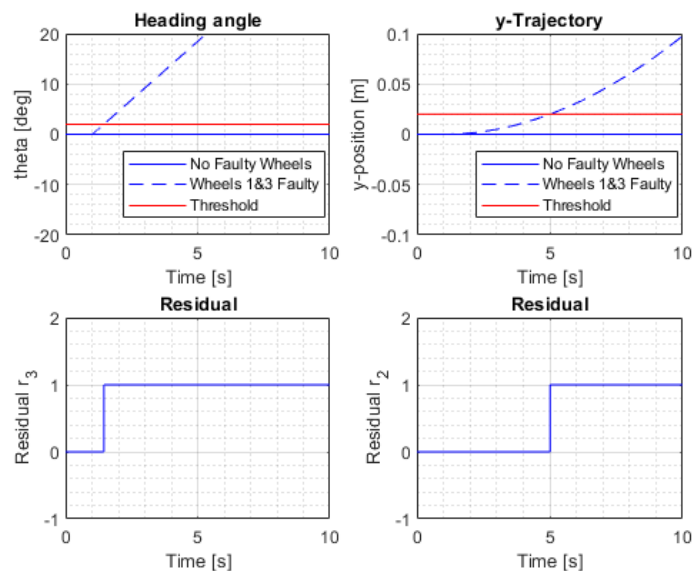 Heading angle
theta [deg]
20
10
0
-10
-20
No Faulty Wheels
Wheels 1&3 Faulty
Threshold
0
5
10
Time [s]
y-Trajectory
y-position [m]
0.1
0.05
0
-0.05
-0.1
No Faulty Wheels
Wheels 1&3 Faulty
Threshold
0
5
10
Time [s]
Residual
Residual r3
2
1
0
-1
0
5
10
Time [s]
Residual
Residual r2
2
1
0
-1
0
5
10
Time [s]